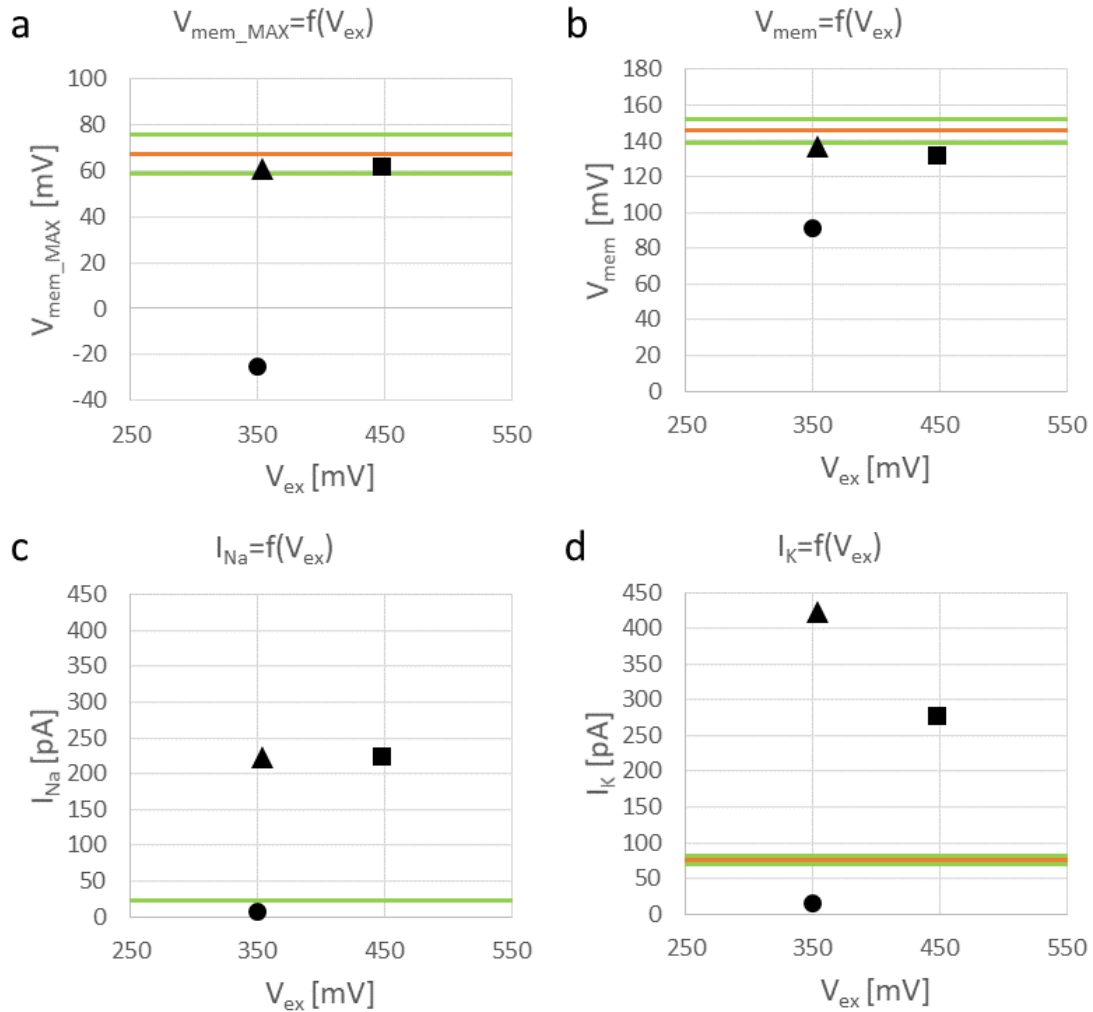 a
V_mem_MAX=f(V_ex)
V_mem_MAX [mV]
100
80
60
40
20
0
-20
-40
250 350 450 550
V_ex [mV]
b
V_mem=f(V_ex)
V_mem [mV]
180
160
140
120
100
80
60
40
20
0
250 350 450 550
V_ex [mV]
c
I_Na=f(V_ex)
I_Na [pA]
450
400
350
300
250
200
150
100
50
0
250 350 450 550
V_ex [mV]
d
I_K=f(V_ex)
I_K [pA]
450
400
350
300
250
200
150
100
50
0
250 350 450 550
V_ex [mV]